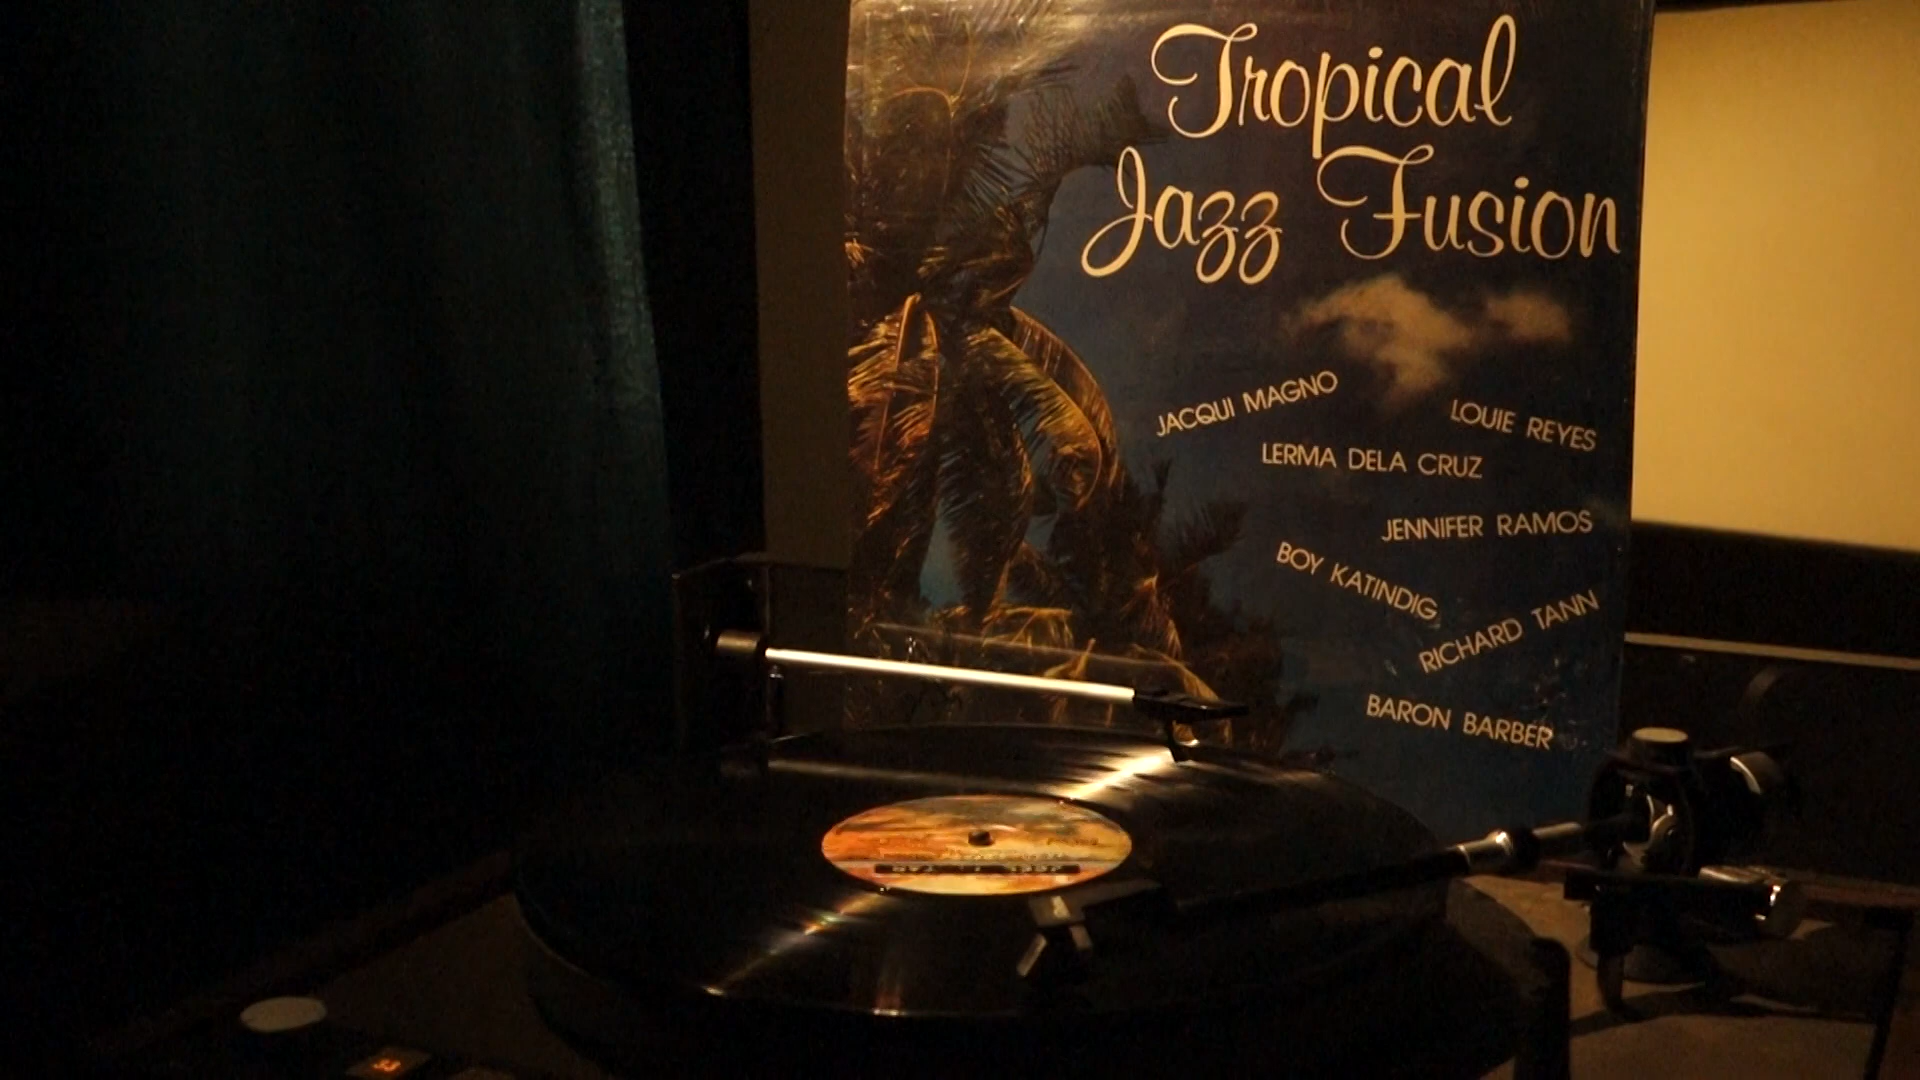 Tropical
Jazz Fusion
JACQUI MAGNO
LOUIE REYES
LERMA DELA CRUZ
JENNIFER RAMOS
BOY KATINDIG
RICHARD TANN
BARON BARBER